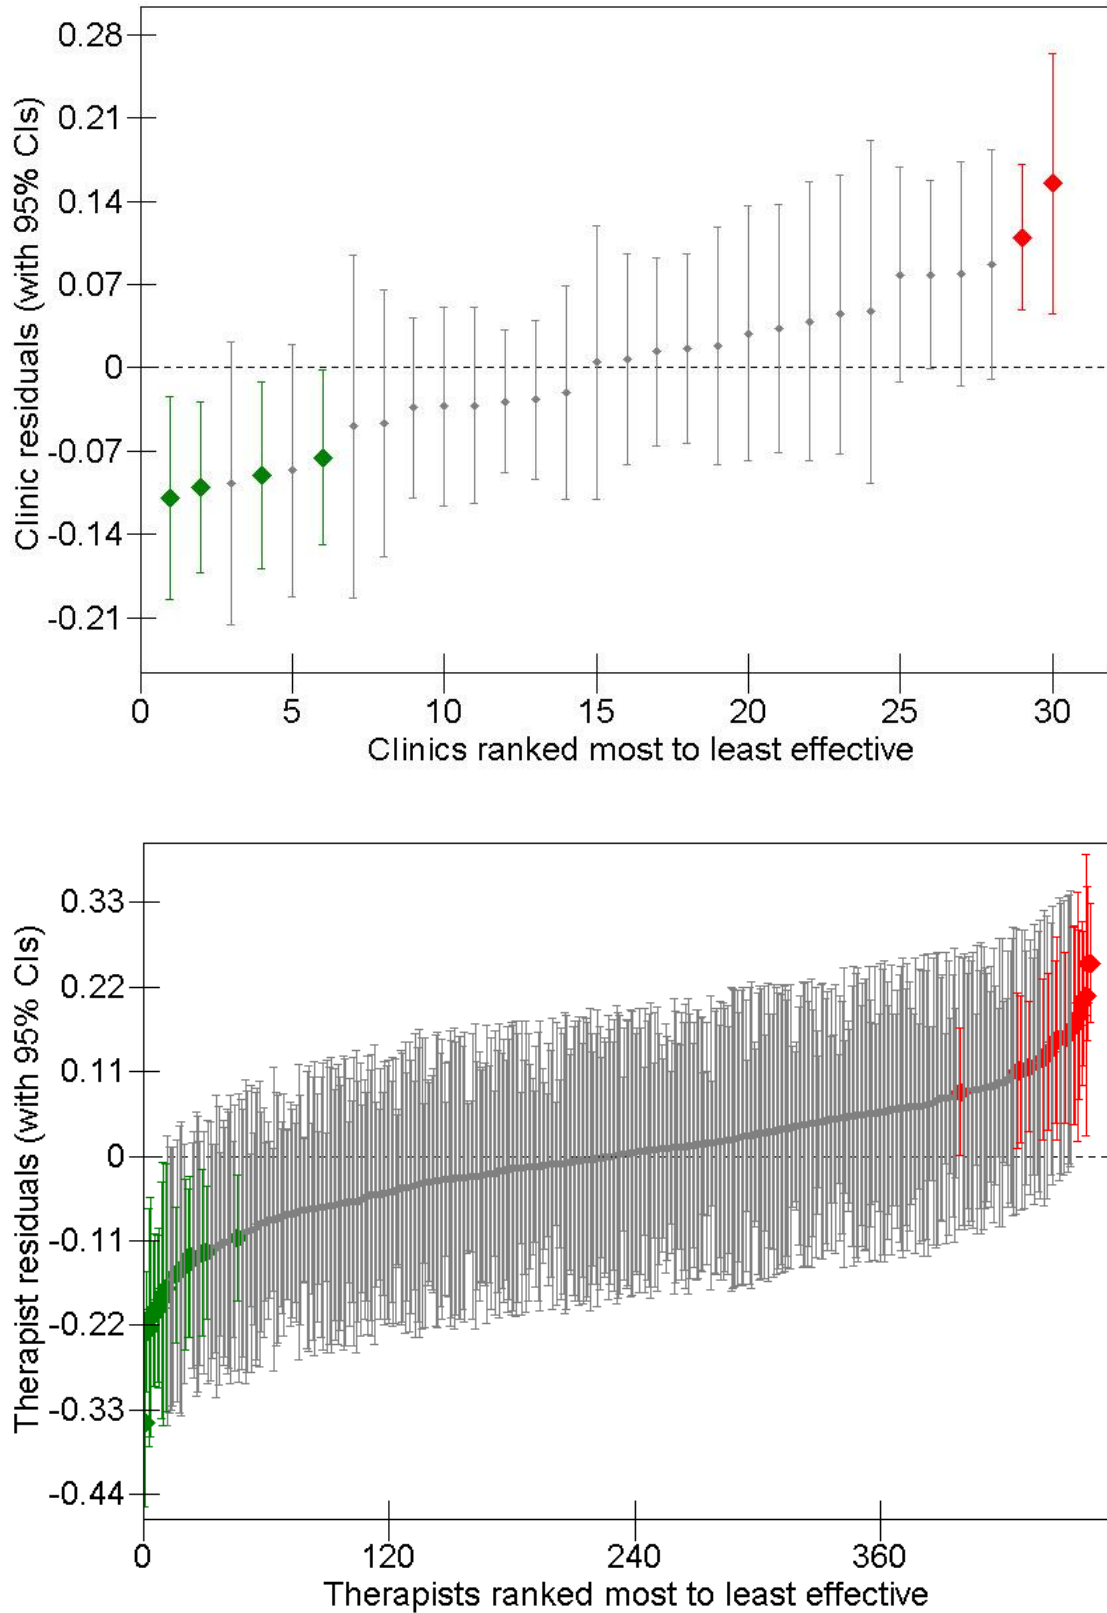 Clinic residuals (with 95% CIs)
0.28
0.21
0.14
0.07
0
-0.07
-0.14
-0.21
0 5 10 15 20 25 30
Clinics ranked most to least effective
Therapist residuals (with 95% CIs)
0.33
0.22
0.11
0
-0.11
-0.22
-0.33
-0.44
0 120 240 360
Therapists ranked most to least effective